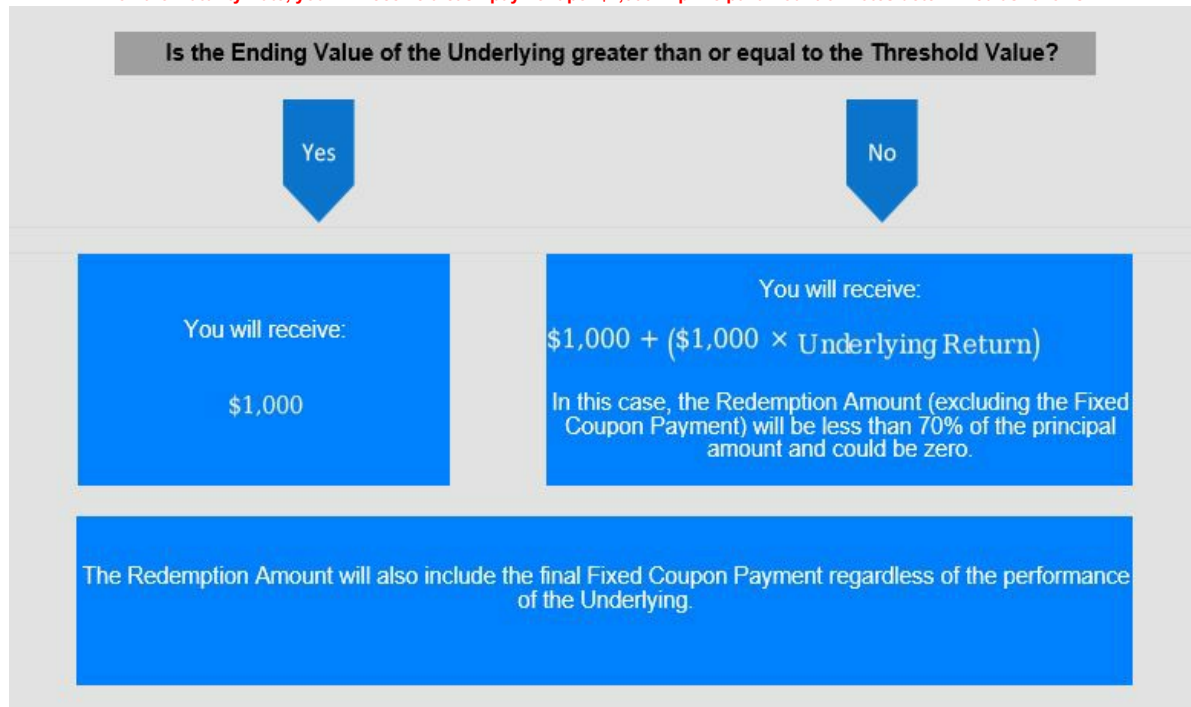 Is the Ending Value of the Underlying greater than or equal to the Threshold Value?
Yes
No
You will receive:
$1,000
You will receive:
$1,000 + ($1,000 × Underlying Return)
In this case, the Redemption Amount (excluding the Fixed
Coupon Payment) will be less than 70% of the principal
amount and could be zero.
The Redemption Amount will also include the final Fixed Coupon Payment regardless of the performance
of the Underlying.